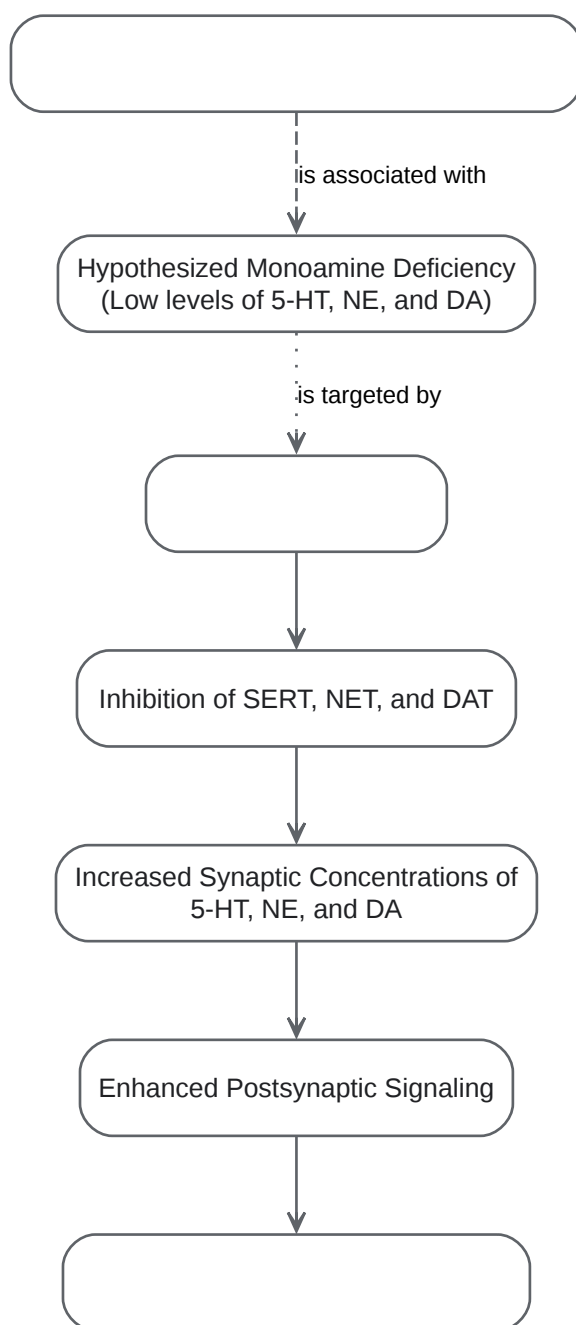 is associated with
Hypothesized Monoamine Deficiency
(Low levels of 5-HT, NE, and DA)
is targeted by
Inhibition of SERT, NET, and DAT
Increased Synaptic Concentrations of
5-HT, NE, and DA
Enhanced Postsynaptic Signaling